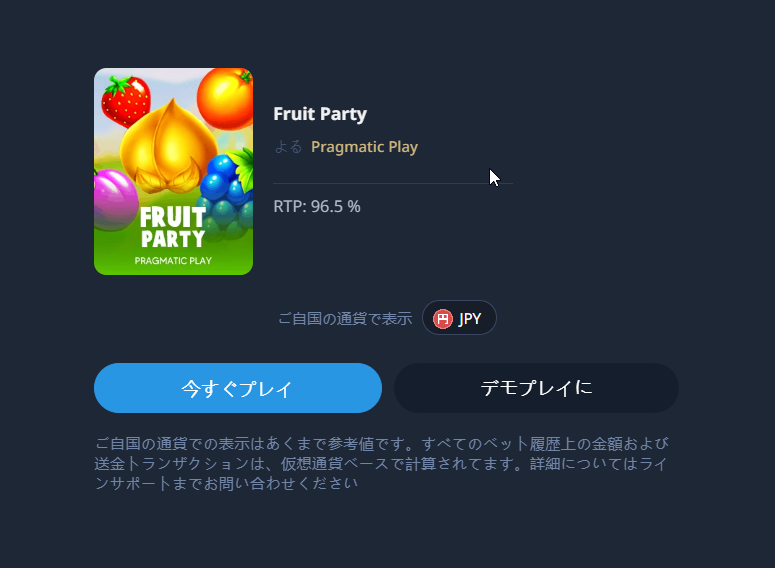 FRUIT
PARTY
PRAGMATIC PLAY
Fruit Party
よる Pragmatic Play
RTP: 96.5 %
ご自国の通貨で表示 円 JPY
今すぐプレイ デモプレイに
ご自国の通貨での表示はあくまで参考値です。すべてのベット履歴上の金額および
送金トランザクションは、仮想通貨ベースで計算されてます。詳細についてはライ
ンサポートまでお問い合わせください